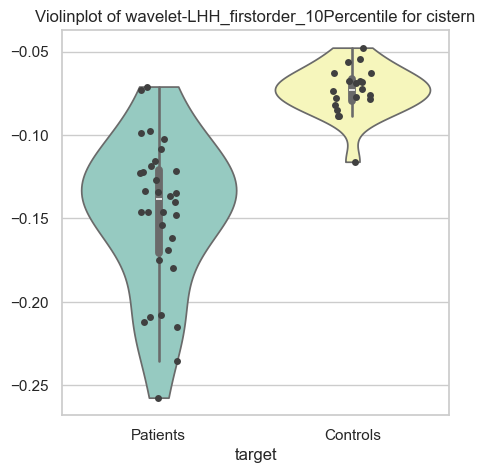 Violinplot of wavelet-LHH_firstorder_10Percentile for cistern
−0.05
−0.10
−0.15
−0.20
−0.25
Patients Controls
target